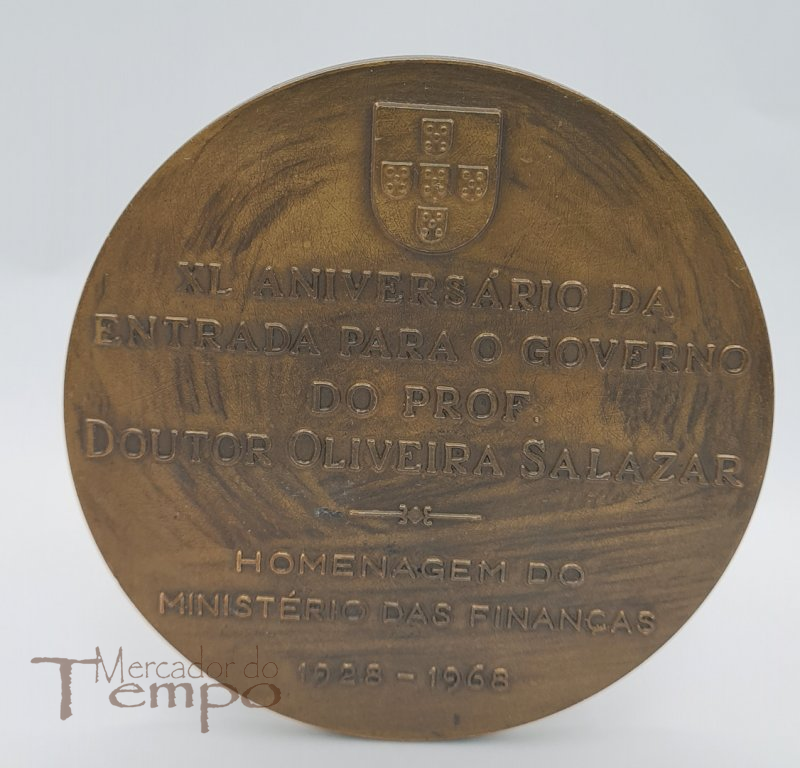 XL ANIVERSÁRIO DA
ENTRADA PARA O GOVERNO
DO PROF.
DOUTOR OLIVEIRA SALAZAR
HOMENAGEM DO
MINISTÉRIO DAS FINANÇAS
1928 - 1968
Mercador do
Tempo